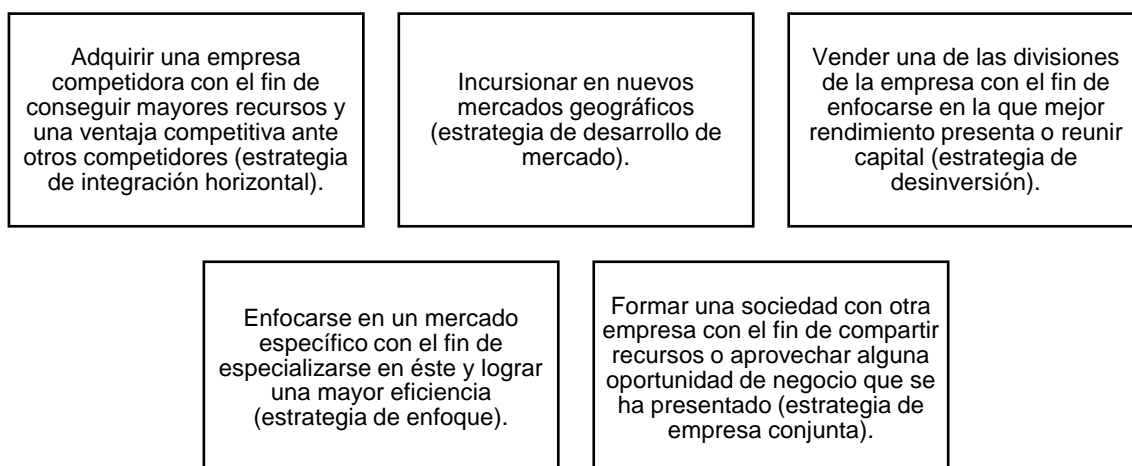 Adquirir una empresa
competidora con el fin de
conseguir mayores recursos y
una ventaja competitiva ante
otros competidores (estrategia
de integración horizontal).
Incursionar en nuevos
mercados geográficos
(estrategia de desarrollo de
mercado).
Vender una de las divisiones
de la empresa con el fin de
enfocarse en la que mejor
rendimiento presenta o reunir
capital (estrategia de
desinversión).
Enfocarse en un mercado
específico con el fin de
especializarse en éste y lograr
una mayor eficiencia
(estrategia de enfoque).
Formar una sociedad con otra
empresa con el fin de compartir
recursos o aprovechar alguna
oportunidad de negocio que se
ha presentado (estrategia de
empresa conjunta).